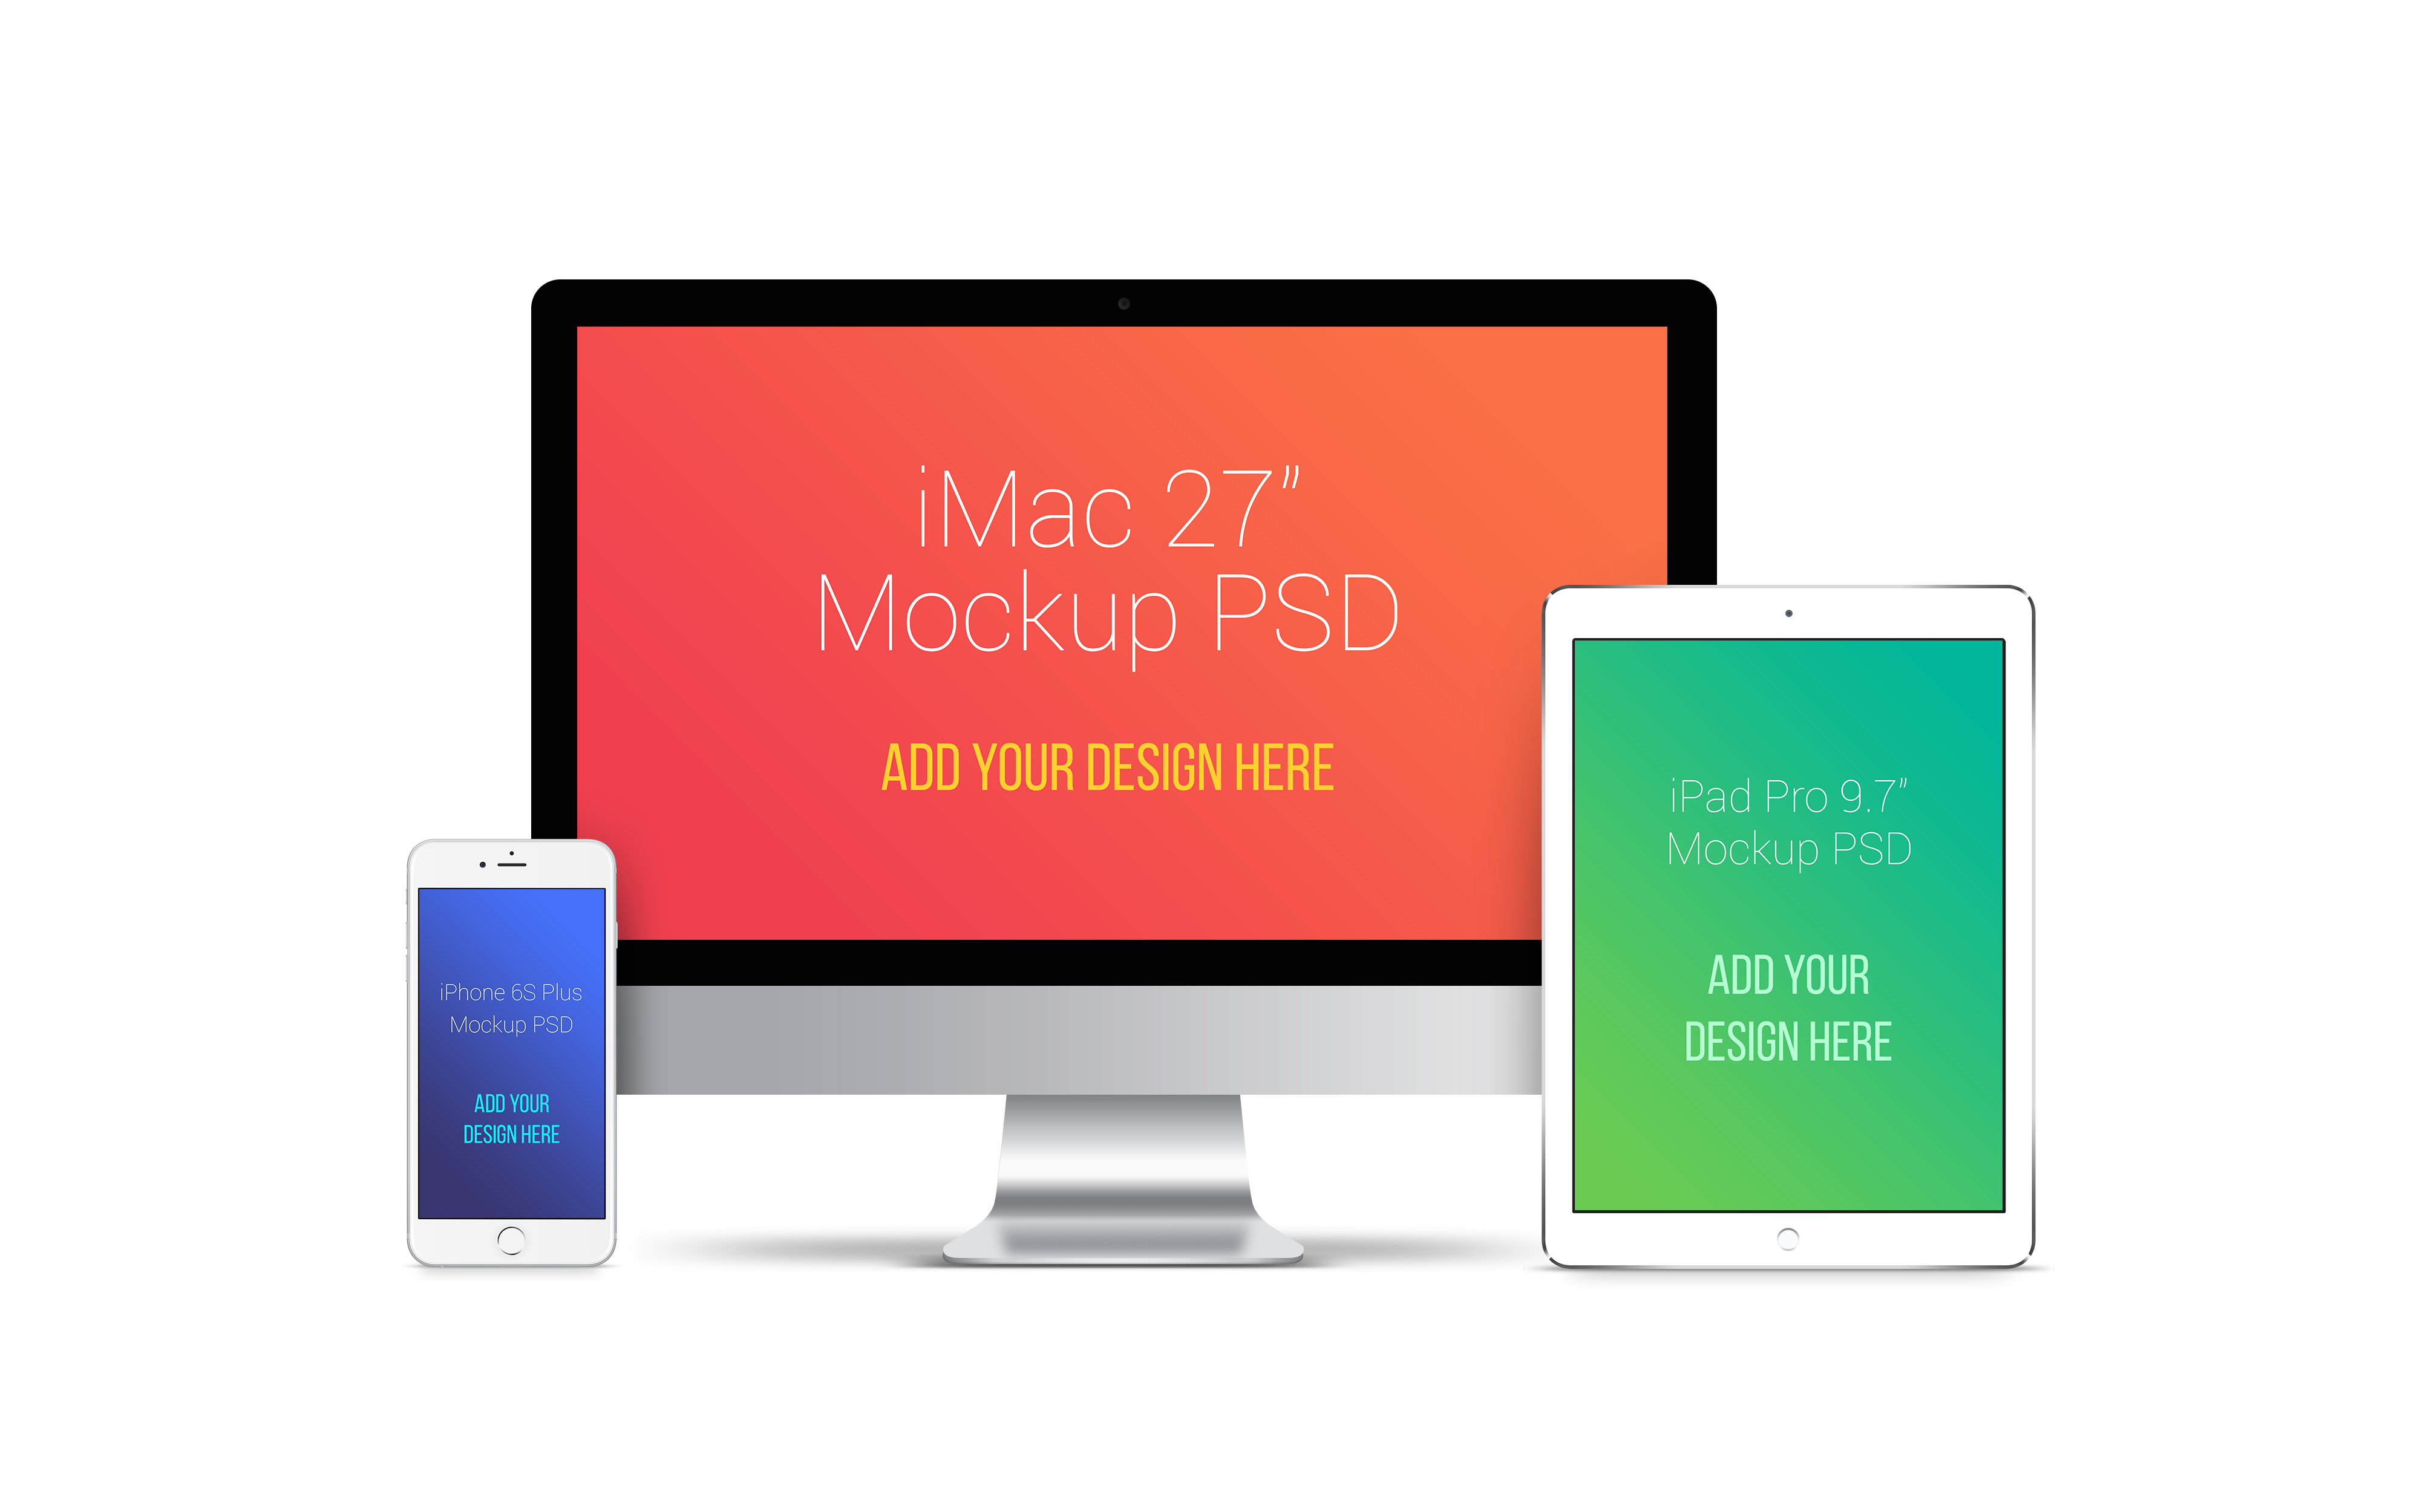 iMac 27”
Mockup PSD
ADD YOUR DESIGN HERE
iPhone 6S Plus
Mockup PSD
ADD YOUR
DESIGN HERE
iPad Pro 9.7”
Mockup PSD
ADD YOUR
DESIGN HERE